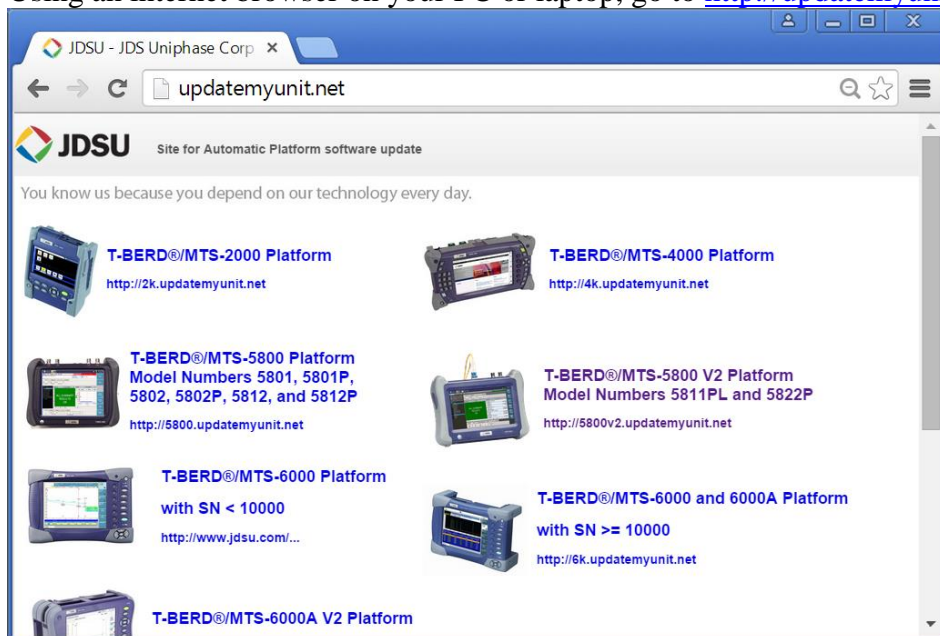 Using an internet browser on your PC or laptop, go to http://updatemyun
JDSU - JDS Uniphase Corp
updatemyunit.net
JDSU
Site for Automatic Platform software update
You know us because you depend on our technology every day.
T-BERD®/MTS-2000 Platform
http://2k.updatemyunit.net
T-BERD®/MTS-4000 Platform
http://4k.updatemyunit.net
T-BERD®/MTS-5800 Platform
Model Numbers 5801, 5801P,
5802, 5802P, 5812, and 5812P
http://5800.updatemyunit.net
T-BERD®/MTS-5800 V2 Platform
Model Numbers 5811PL and 5822P
http://5800v2.updatemyunit.net
T-BERD®/MTS-6000 Platform
with SN < 10000
http://www.jdsu.com/...
T-BERD®/MTS-6000 and 6000A Platform
with SN >= 10000
http://6k.updatemyunit.net
T-BERD®/MTS-6000A V2 Platform